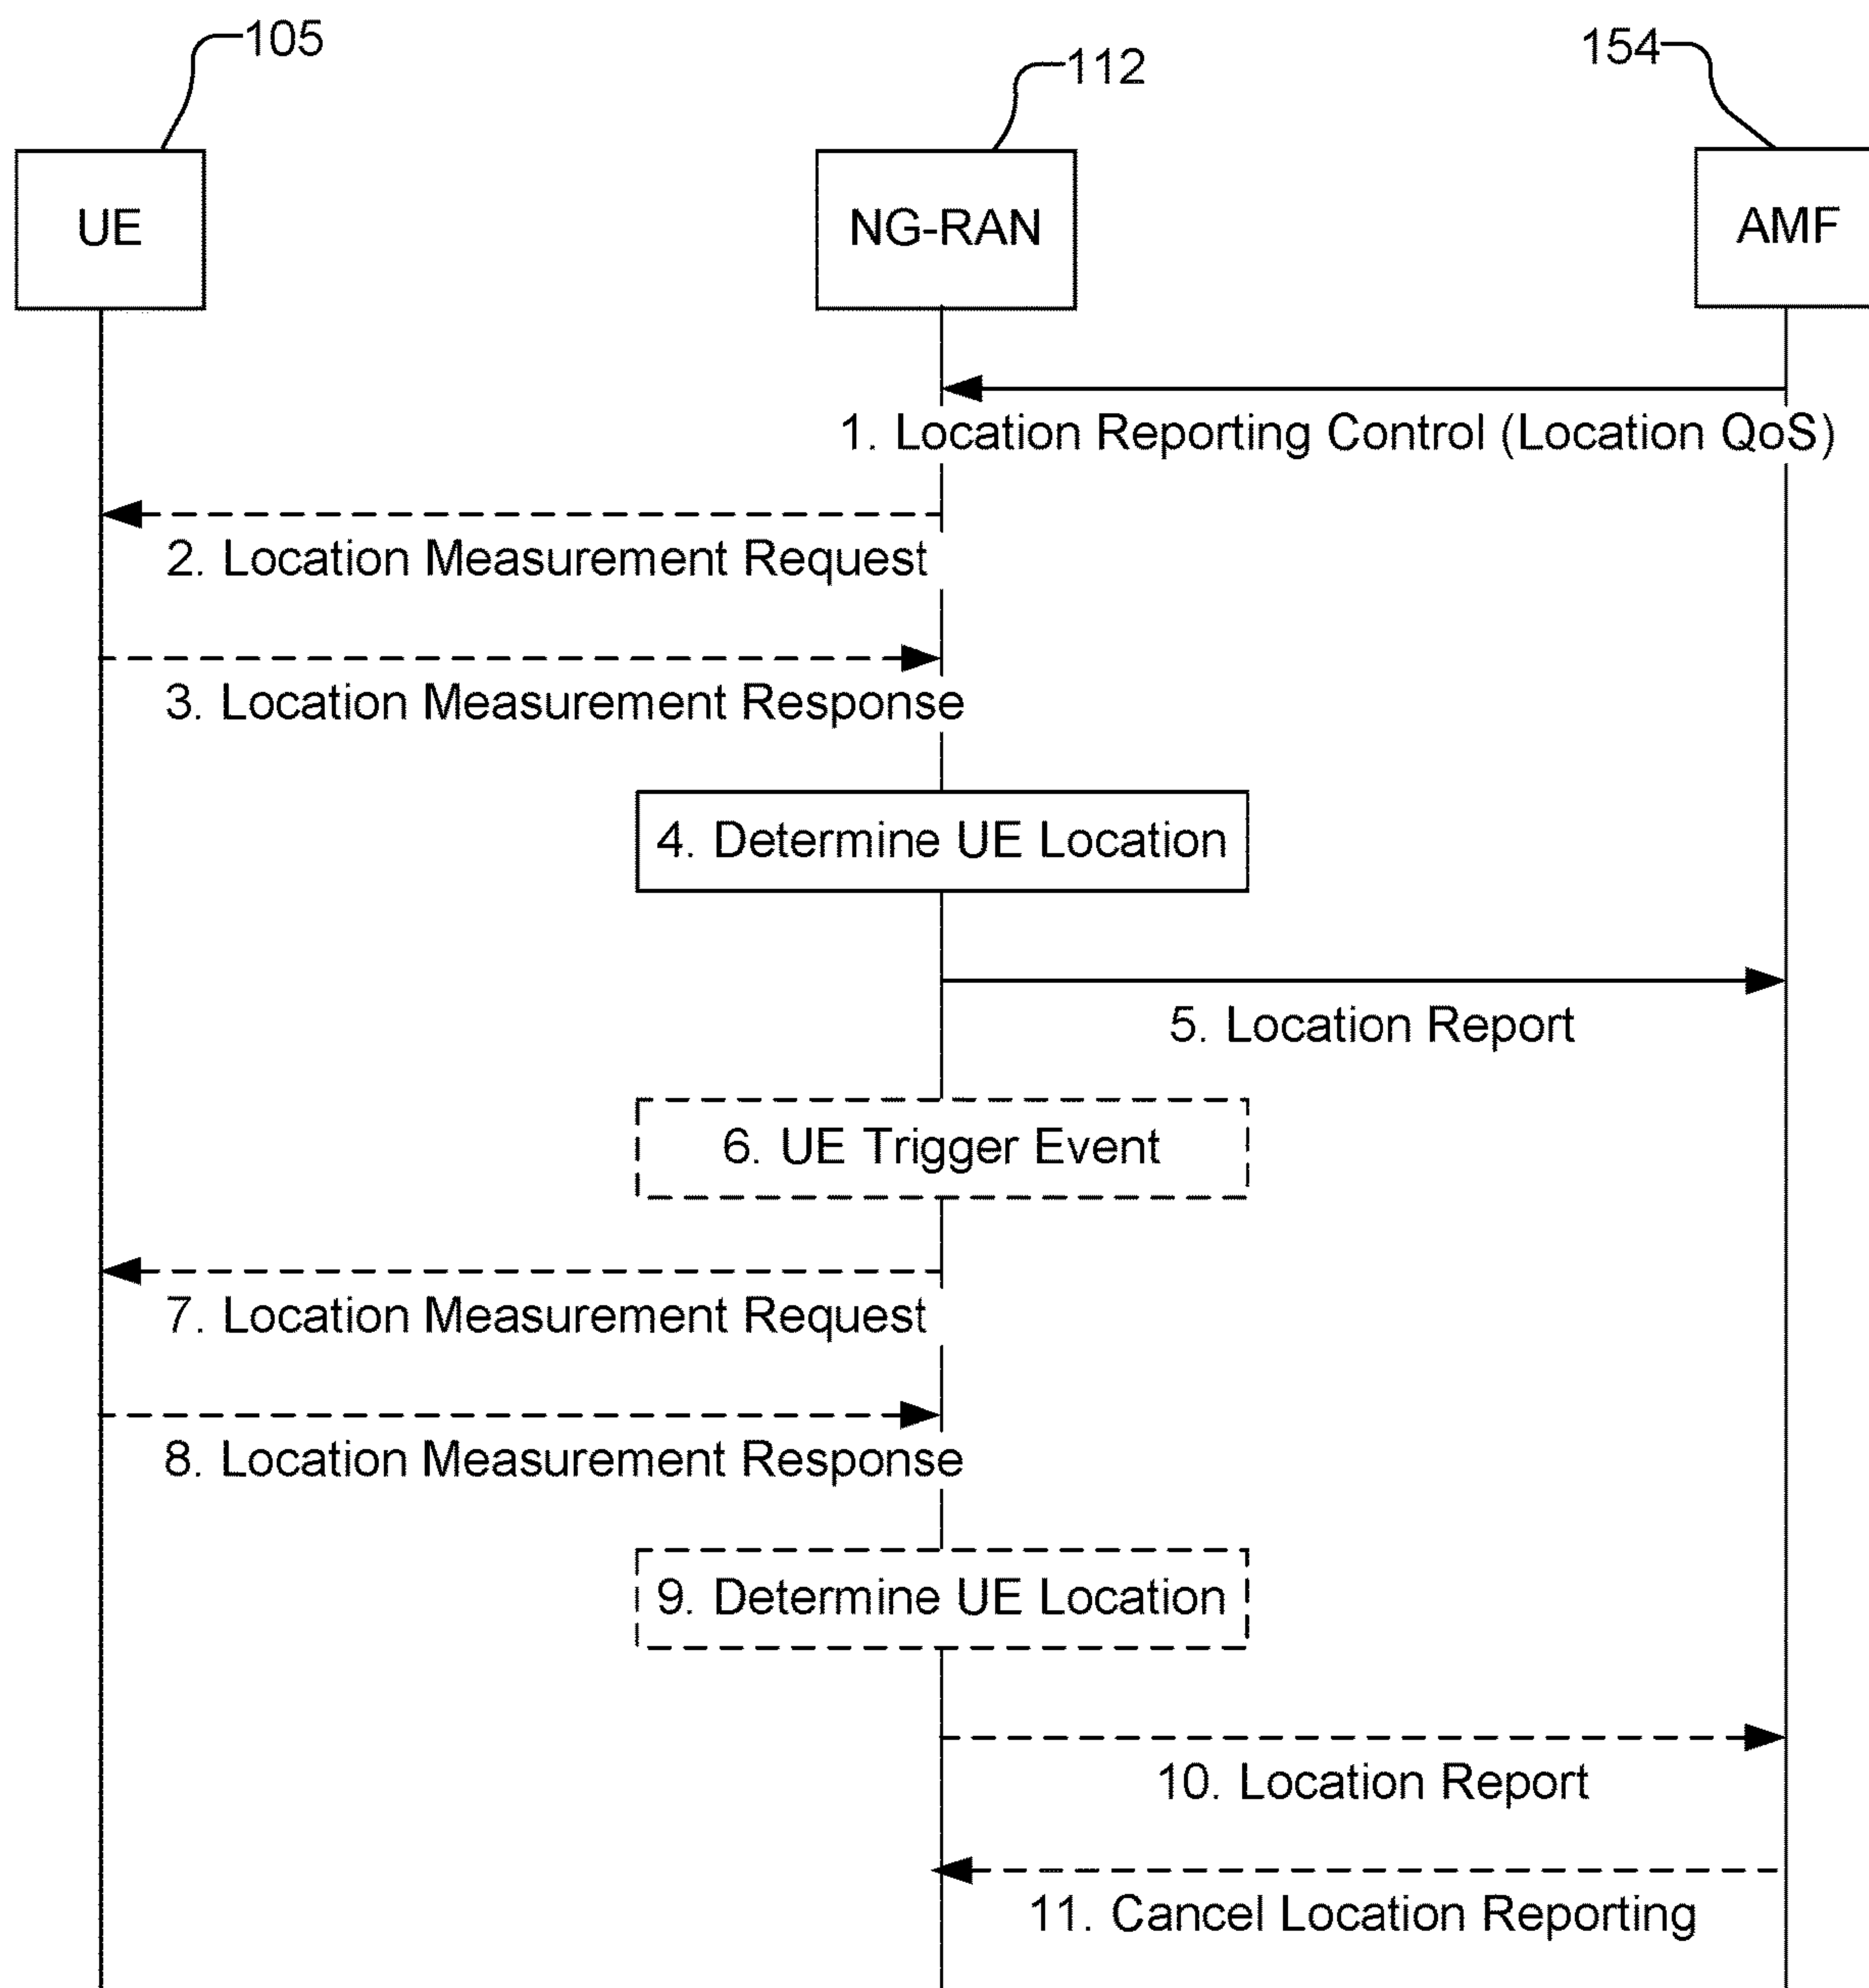 105
112
154
UE
NG-RAN
AMF
1. Location Reporting Control (Location QoS)
2. Location Measurement Request
3. Location Measurement Response
4. Determine UE Location
5. Location Report
6. UE Trigger Event
7. Location Measurement Request
8. Location Measurement Response
9. Determine UE Location
10. Location Report
11. Cancel Location Reporting